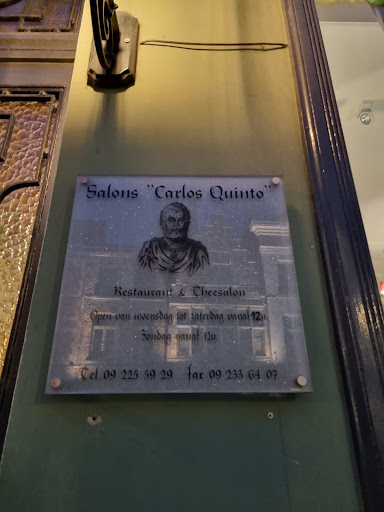 Salons "Carlos Quinto"
Restaurant & Theesalon
Open van woensdag tot zaterdag vanaf 12u.
Zondag vanaf 12u.
Tel 09 225 59 29 fax 09 233 64 07